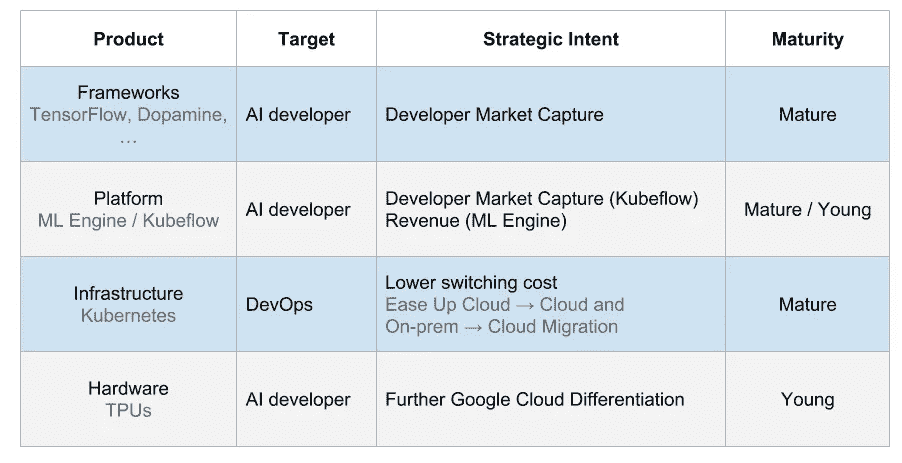 Product Target Strategic Intent Maturity
Frameworks
TensorFlow, Dopamine,
...
AI developer
Developer Market Capture
Mature
Platform
ML Engine / Kubeflow
AI developer
Developer Market Capture (Kubeflow)
Revenue (ML Engine)
Mature / Young
Infrastructure
Kubernetes
DevOps
Lower switching cost
Ease Up Cloud → Cloud and
On-prem → Cloud Migration
Mature
Hardware
TPUs
AI developer
Further Google Cloud Differentiation
Young